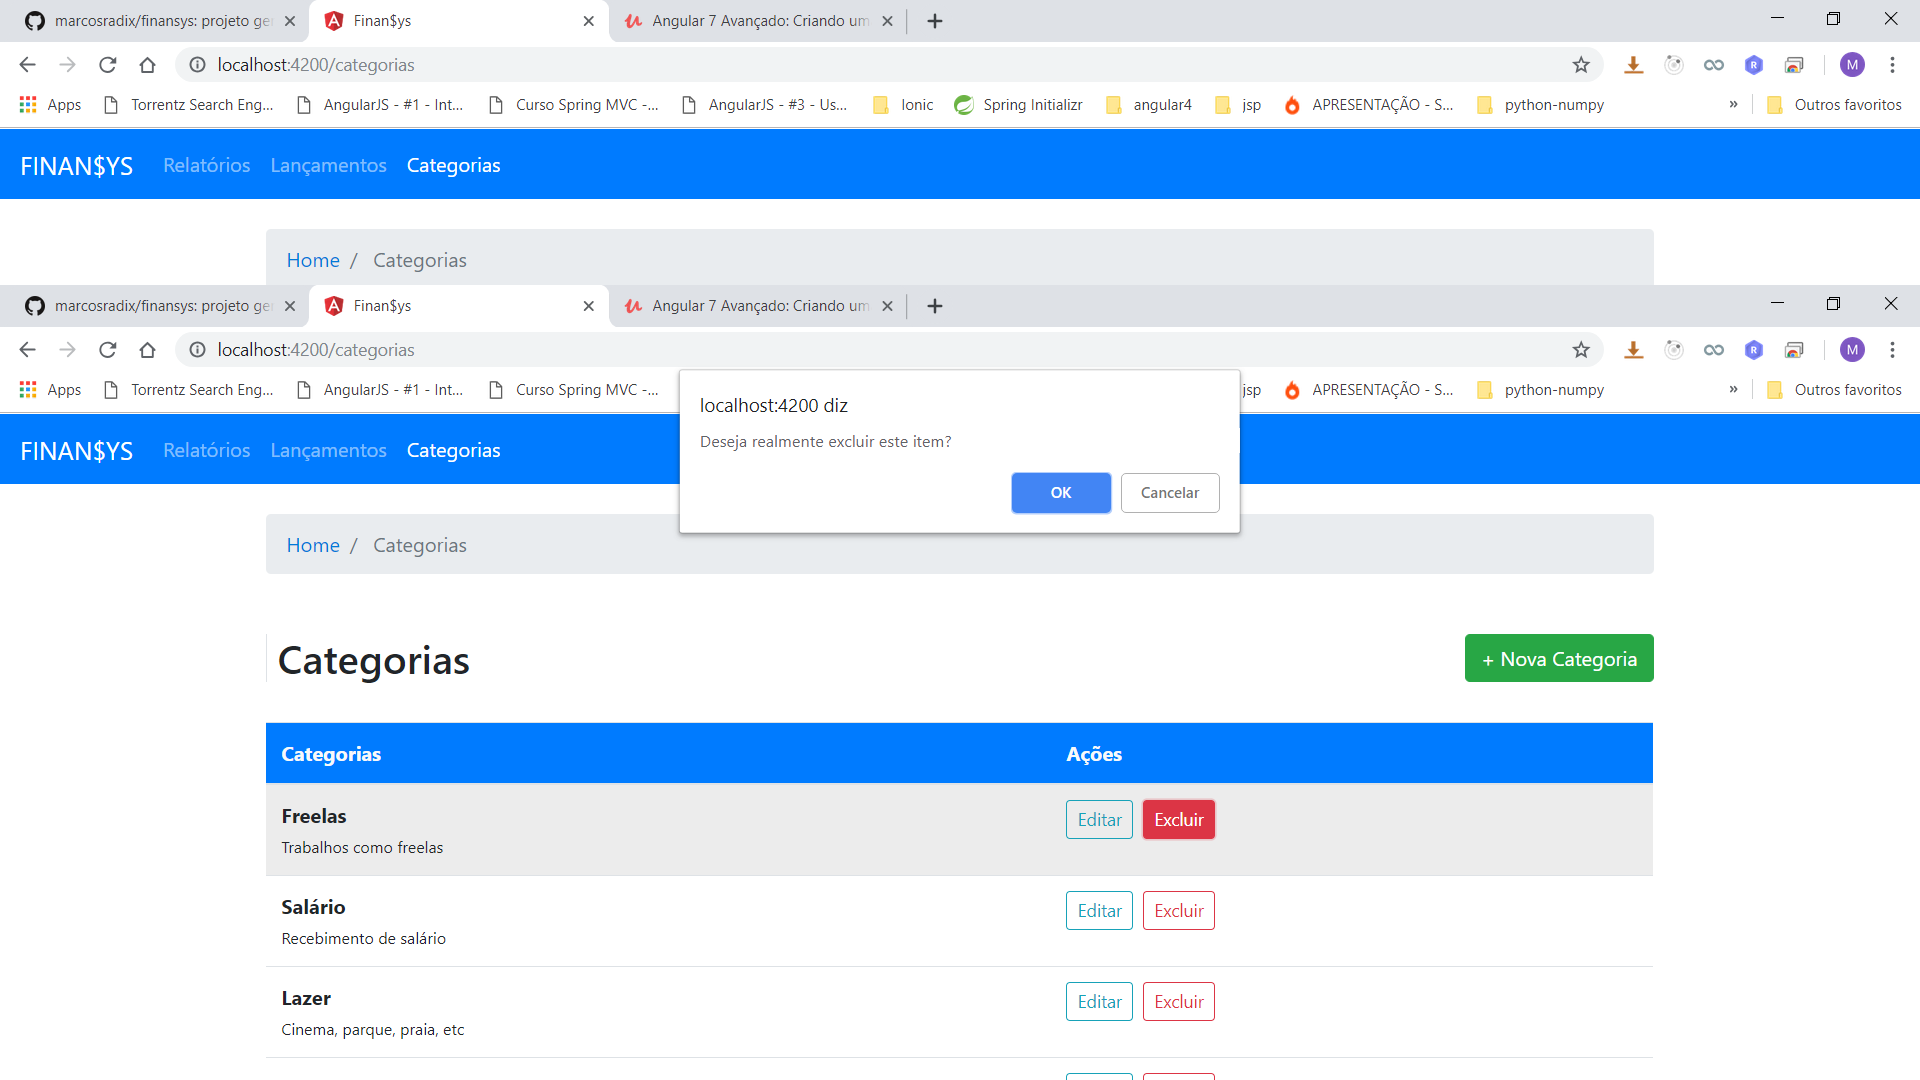 marcosradix/finansys: projeto ge
Finan$ys
Angular 7 Avançado: Criando um
localhost:4200/categorias
M
Apps
Torrentz Search Eng...
AngularJS - #1 - Int...
Curso Spring MVC -...
AngularJS - #3 - Us...
Ionic
Spring Initializr
angular4
jsp
APRESENTAÇÃO - S...
python-numpy
»
Outros favoritos
FINAN$YS
Relatórios
Lançamentos
Categorias
Home / Categorias
marcosradix/finansys: projeto ge
Finan$ys
Angular 7 Avançado: Criando um
localhost:4200/categorias
R
M
Apps
Torrentz Search Eng...
AngularJS - #1 - Int...
Curso Spring MVC -...
jsp
APRESENTAÇÃO - S...
python-numpy
»
Outros favoritos
localhost:4200 diz
Deseja realmente excluir este item?
OK
Cancelar
FINAN$YS
Relatórios
Lançamentos
Categorias
Home / Categorias
Categorias
+ Nova Categoria
Categorias
Ações
Freelas
Trabalhos como freelas
Editar
Excluir
Salário
Recebimento de salário
Editar
Excluir
Lazer
Cinema, parque, praia, etc
Editar
Excluir